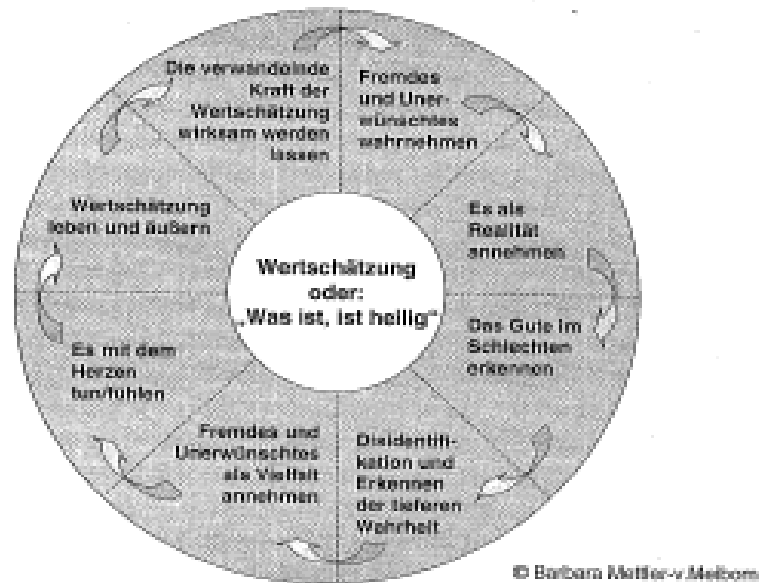 Wertschätzung
oder:
„Was ist, ist heilig“
Fremdes
und Uner-
wünschtes
wahrnehmen
Es als
Realität
annehmen
Das Gute im
Schlechten
erkennen
Disidentifi-
kation und
Erkennen
der tieferen
Wahrheit
Fremdes und
Unerwünschtes
als Vielfalt
annehmen
Es mit dem
Herzen
tun/fühlen
Wertschätzung
leben und äußern
Die verwandelnde
Kraft der
Wertschätzung
wirksam werden
lassen
© Barbara Mettler-v.Meibom